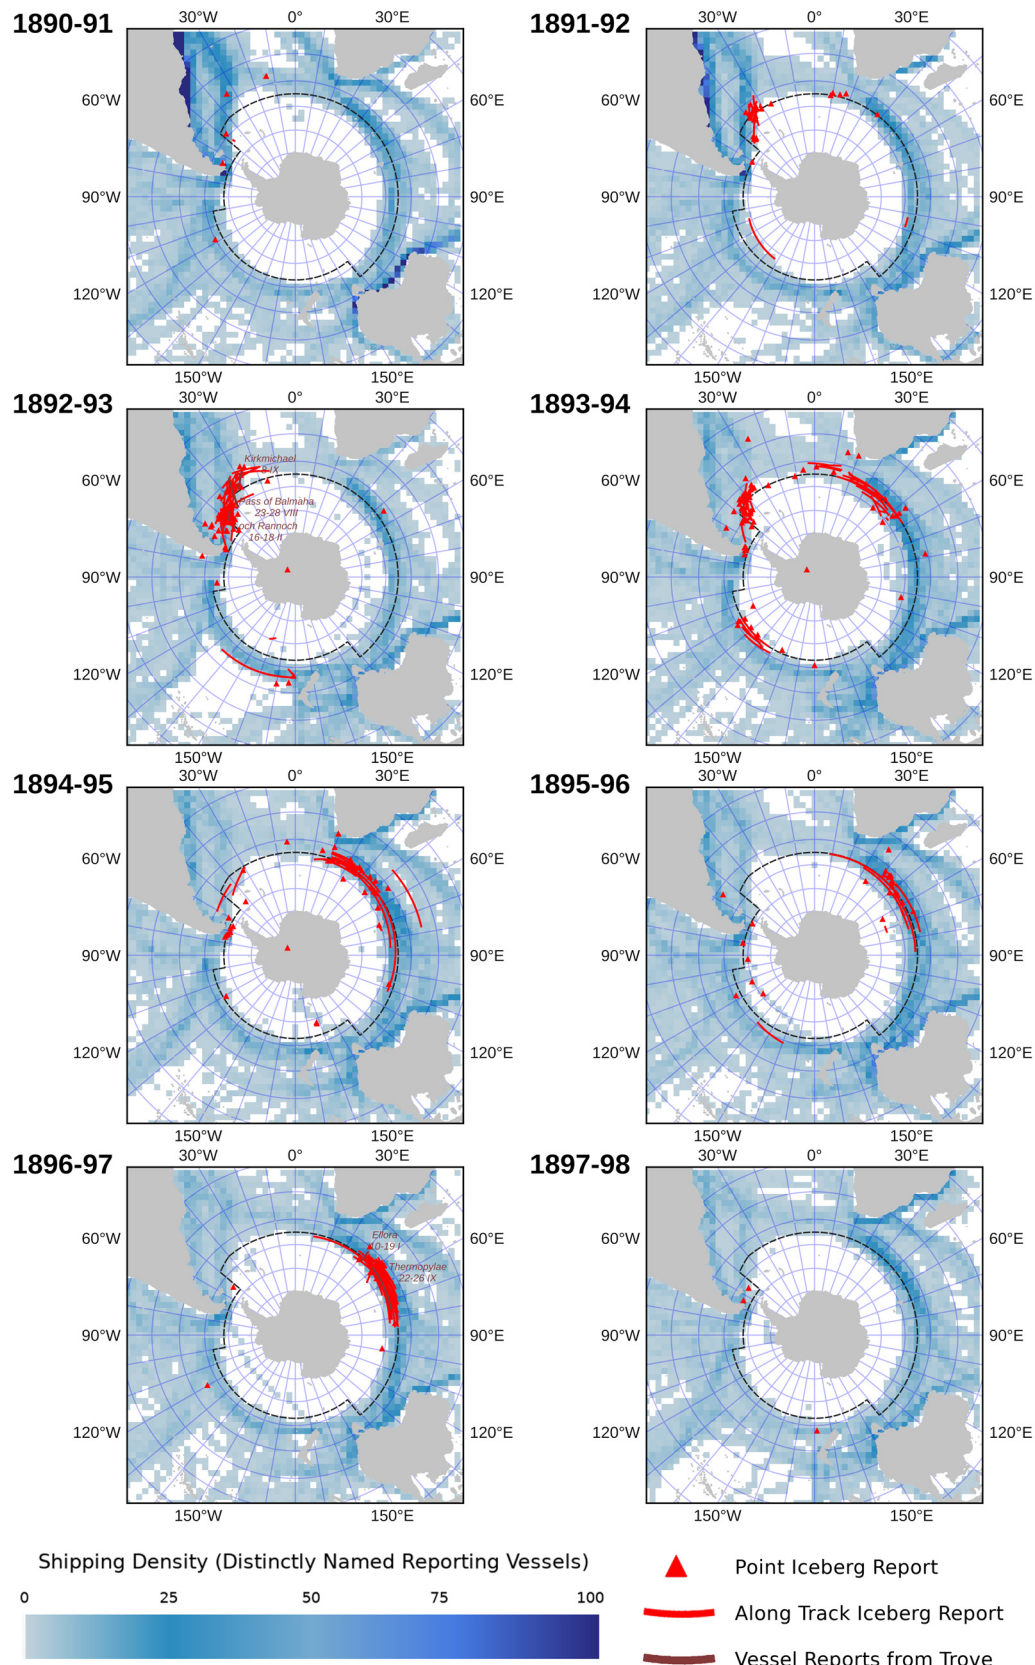 1890-91
30°W 0° 30°E
1891-92
30°W 0° 30°E
60°W 60°E
60°W 60°E
90°W 90°E
90°W 90°E
120°W 120°E
120°W 120°E
150°W 150°E
150°W 150°E
1892-93
30°W 0° 30°E
1893-94
30°W 0° 30°E
Kirkmichael
60°W 60°E
60°W 60°E
Pass of Balmaha
23-28 VIII
Loch Rannoch
16-18 II
90°W 90°E
90°W 90°E
120°W 120°E
120°W 120°E
150°W 150°E
150°W 150°E
1894-95
30°W 0° 30°E
1895-96
30°W 0° 30°E
60°W 60°E
60°W 60°E
90°W 90°E
90°W 90°E
120°W 120°E
120°W 120°E
150°W 150°E
150°W 150°E
1896-97
30°W 0° 30°E
1897-98
30°W 0° 30°E
60°W 60°E
60°W 60°E
Ellora
10-19 I
Thermopylae
22-26 IX
90°W 90°E
90°W 90°E
120°W 120°E
120°W 120°E
150°W 150°E
150°W 150°E
Shipping Density (Distinctly Named Reporting Vessels)
0 25 50 75 100
Point Iceberg Report
Along Track Iceberg Report
Vessel Reports from Trove